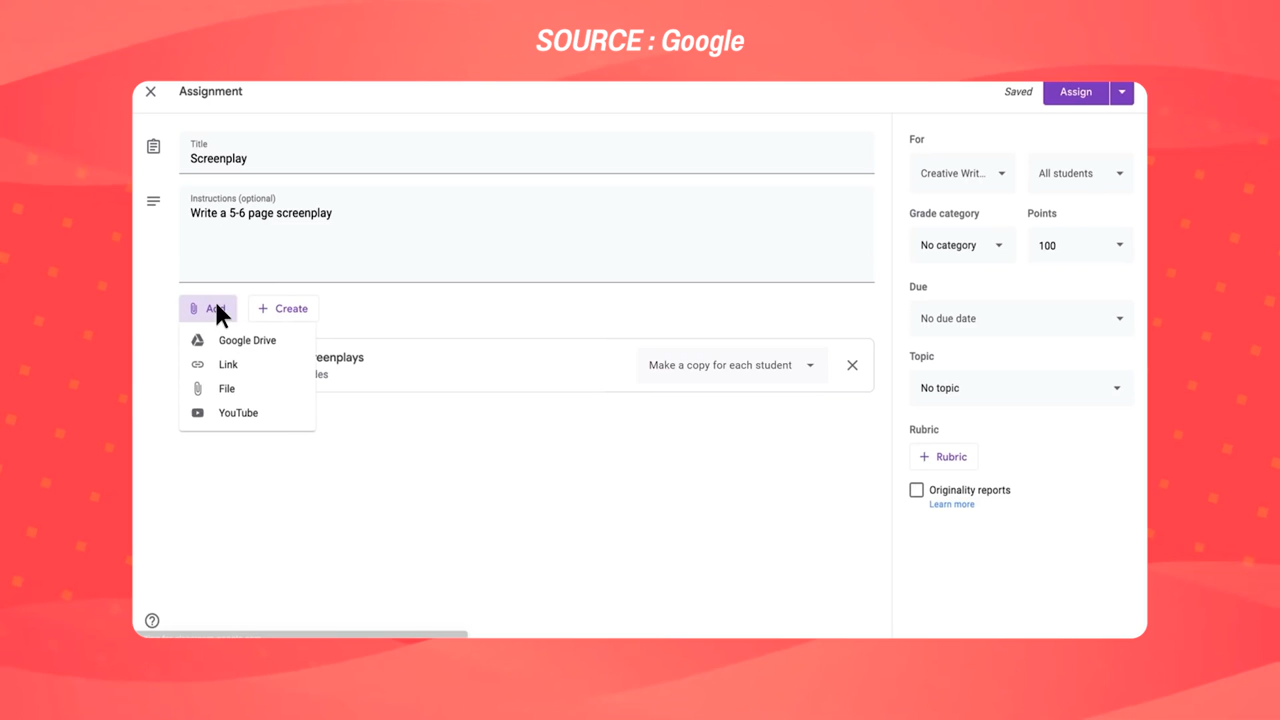 SOURCE : Google
Assignment
Saved
Assign
Title
Screenplay
Instructions (optional)
Write a 5-6 page screenplay
+ Create
Google Drive
Link
File
YouTube
Make a copy for each student
For
Creative Writ...
All students
Grade category
Points
No category
100
Due
No due date
Topic
No topic
Rubric
+ Rubric
Originality reports
Learn more